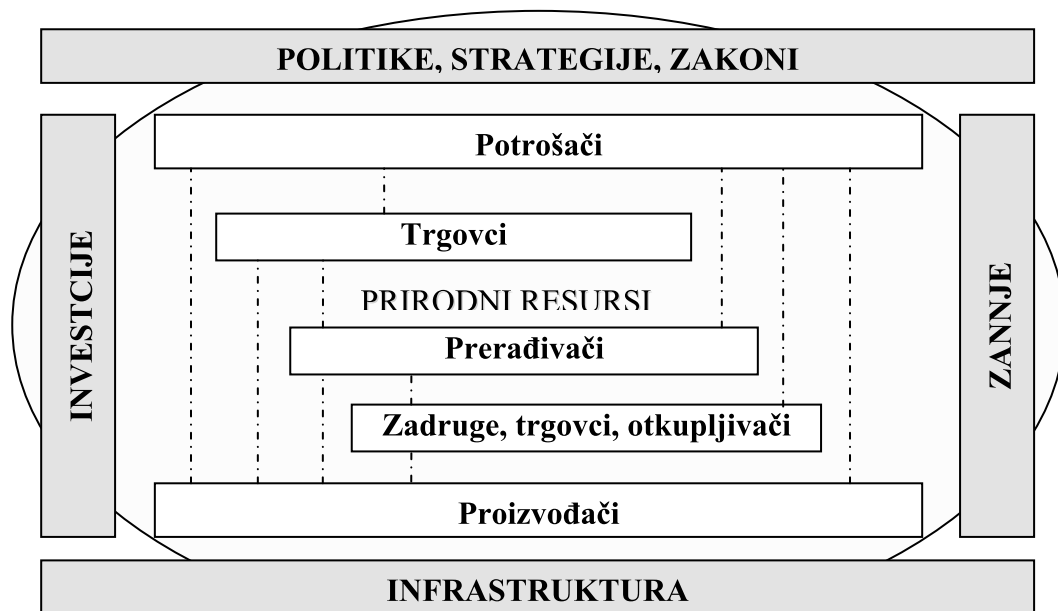 POLITIKE, STRATEGIJE, ZAKONI
Potrošači
Trgovci
INVESTCIJE
PRIRODNI RESURSI
ZANNJE
Prerađivači
Zadruge, trgovci, otkupljivači
Proizvođači
INFRASTRUKTURA